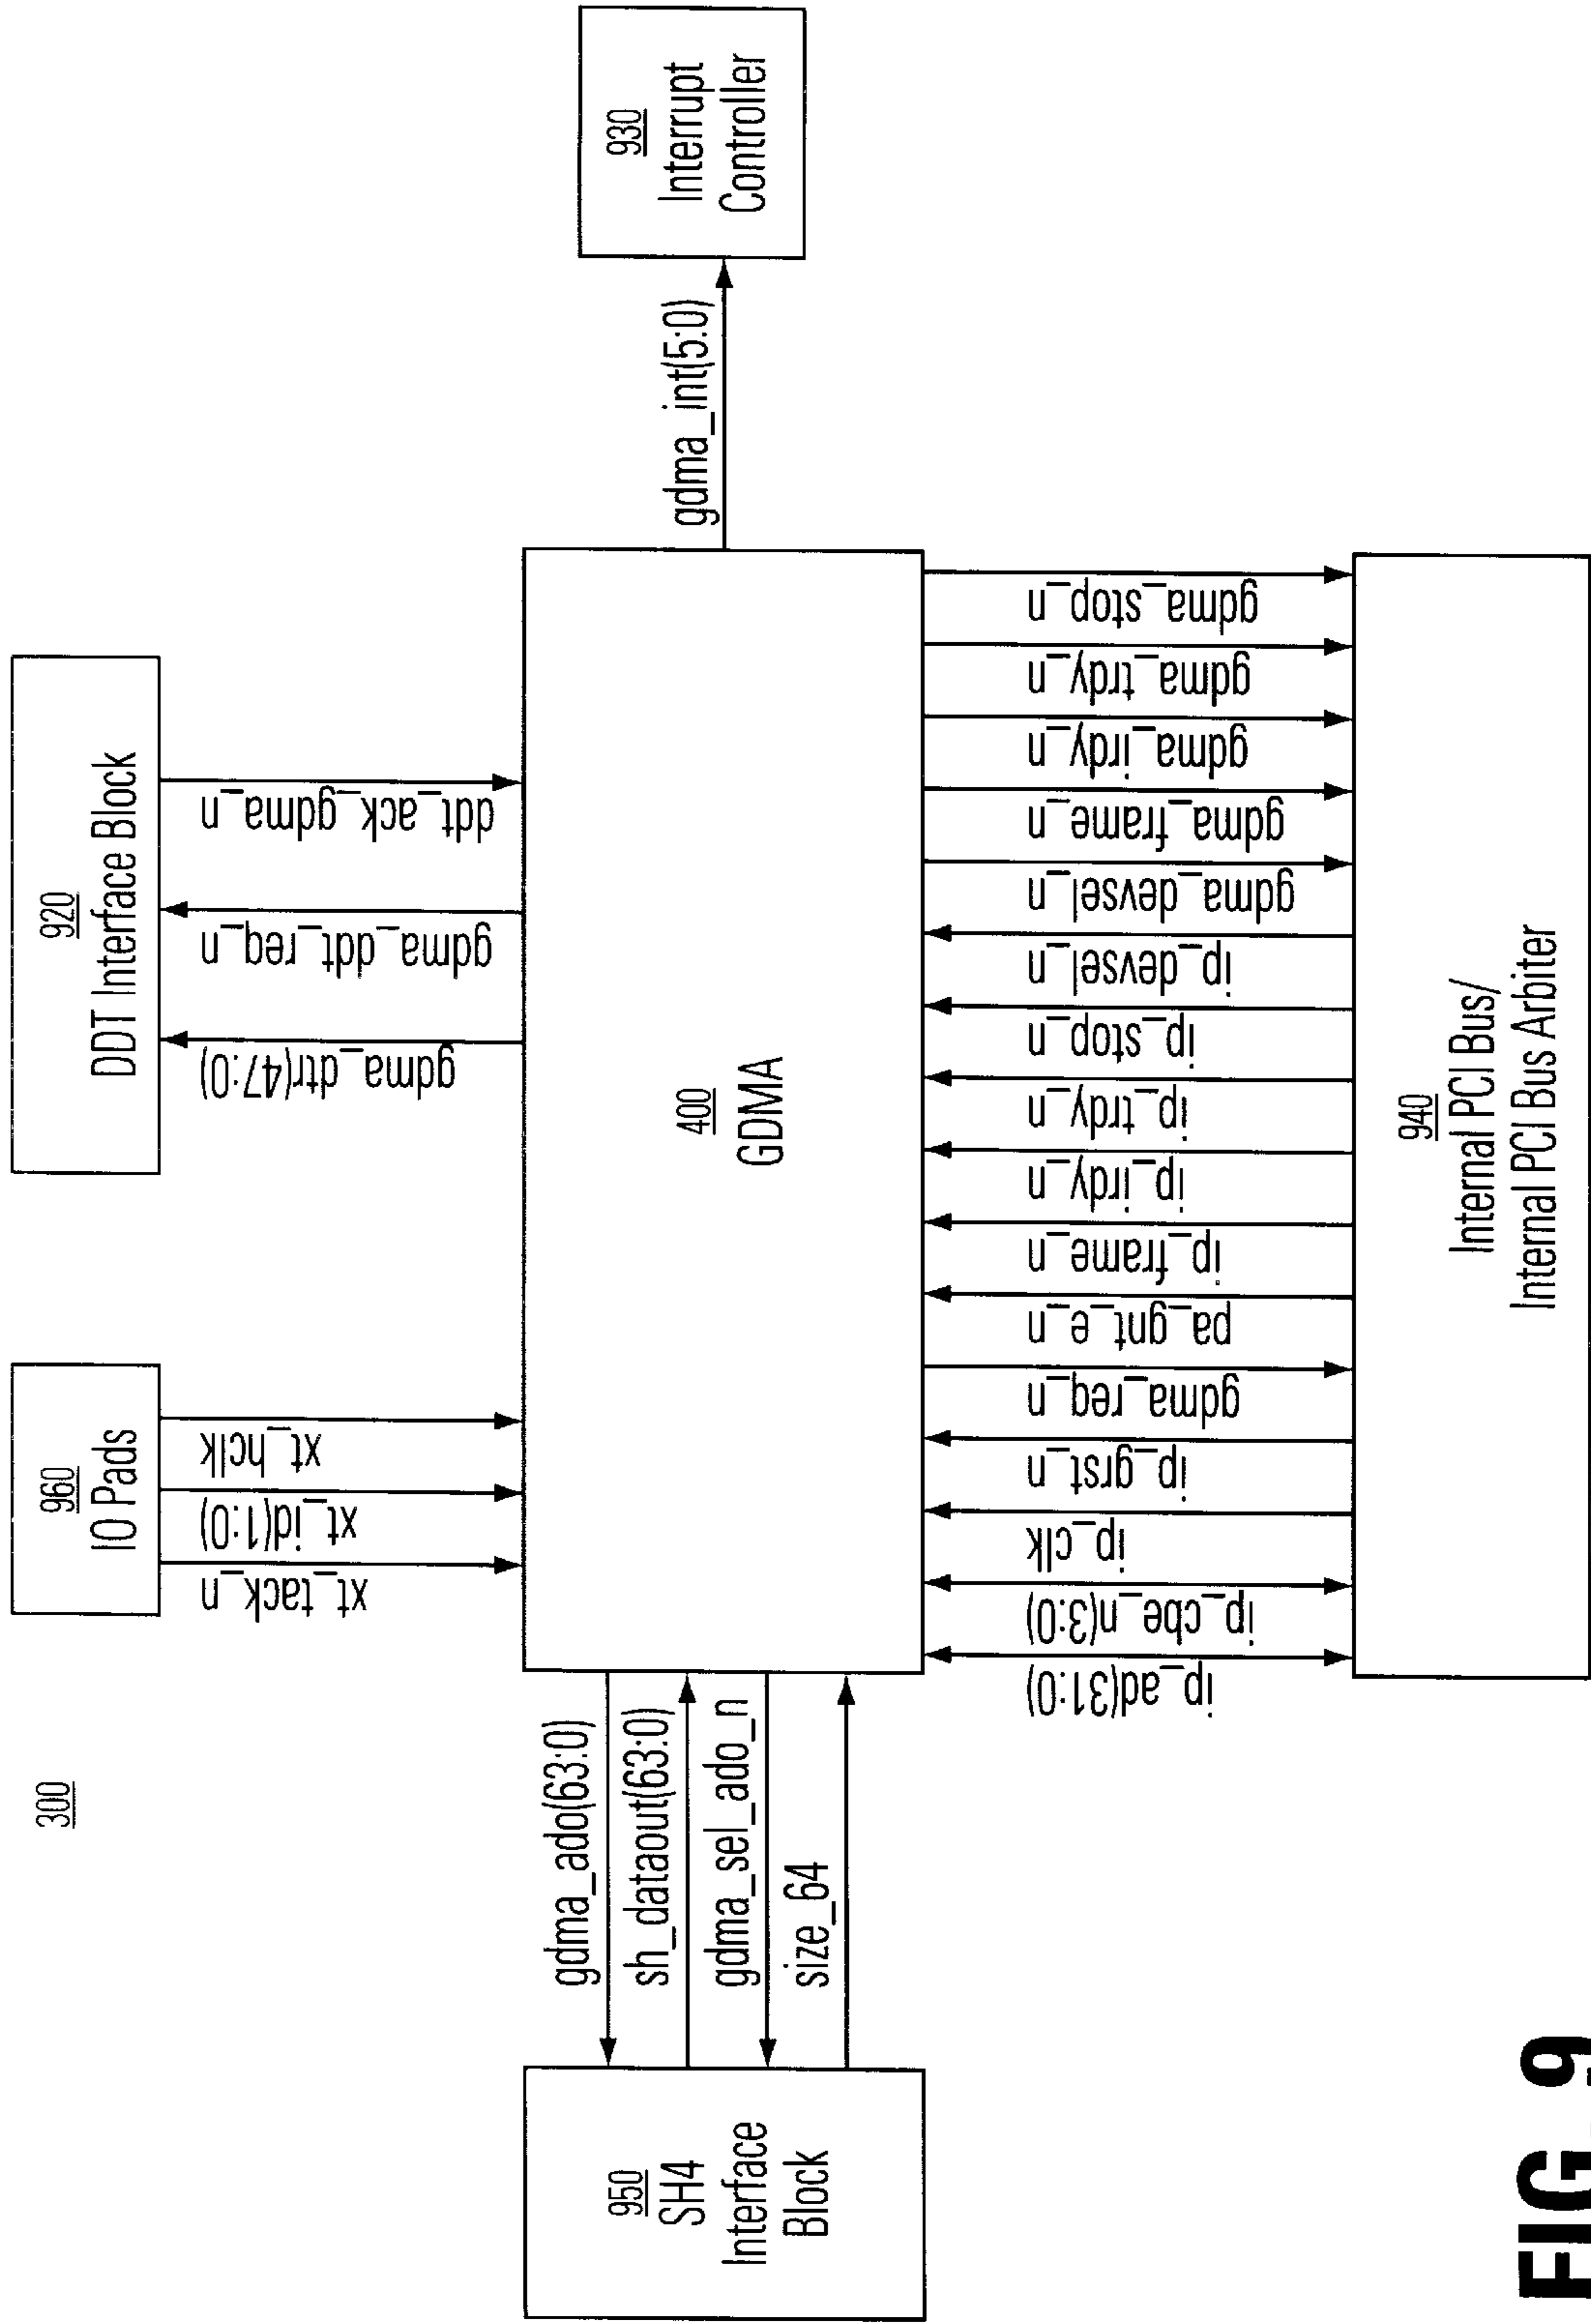 300
960
IO Pads
920
DDT Interface Block
xt_tack_n
xt_id(1:0)
xt_hclk
gdma_dtr(47:0)
gdma_ddt_req_n
ddt_ack_gdma_n
950
SH4
Interface
Block
gdma_ado(63:0)
sh_dataout(63:0)
gdma_sel_ado_n
size_64
400
GDMA
gdma_int(5:0)
930
Interrupt
Controller
ip_ad(31:0)
ip_cbe_n(3:0)
ip_clk
ip_grst_n
gdma_req_n
pa_gnt_e_n
ip_frame_n
ip_irdy_n
ip_trdy_n
ip_stop_n
ip_devsel_n
gdma_devsel_n
gdma_frame_n
gdma_irdy_n
gdma_trdy_n
gdma_stop_n
940
Internal PCI Bus/
Internal PCI Bus Arbiter
FIG. 9